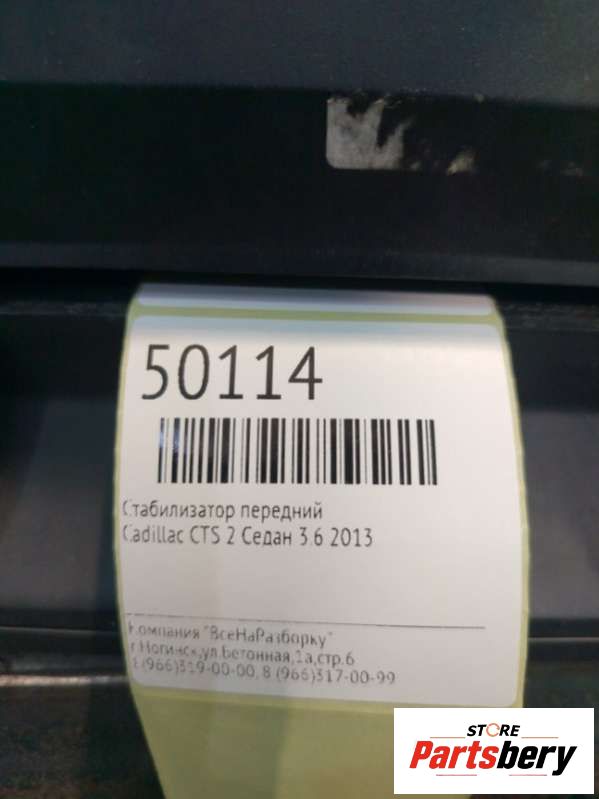 50114
Стабилизатор передний
Cadillac CTS 2 Седан 3 6 2013
Компания "ВсеНаРазборку"
г.Ногинск,ул.Бетонная,1а,стр.6
8(966)319-00-00, 8 (966)317-00-99
STORE
Partsbery